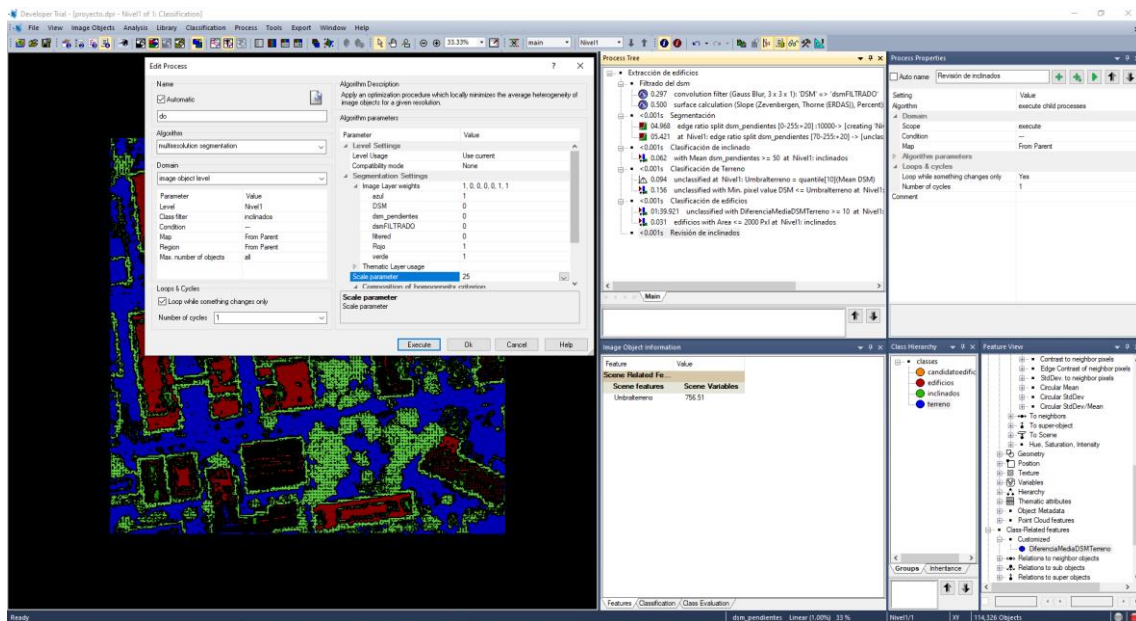 Developer Trial - [proyecto.dpr - Nivel1 of 1: Classification]
File View Image Objects Analysis Library Classification Process Tools Export Window Help
33.33% main Nivel1
Edit Process ? ×
Name
Automatic
do
Algorithm
multiresolution segmentation
Domain
image object level
Parameter Value
Level Nivel1
Class filter inclinados
Condition ---
Map From Parent
Region From Parent
Max. number of objects all
Loops & Cycles
Loop while something changes only
Number of cycles 1
Algorithm Description
Apply an optimization procedure which locally minimizes the average heterogeneity of
image objects for a given resolution.
Algorithm parameters
Parameter Value
Level Settings
Level Usage Use current
Compatibility mode None
Segmentation Settings
Image Layer weights 1, 0, 0, 0, 0, 1, 1
azul 1
DSM 0
dsm_pendientes 0
dsmFILTRADO 0
filtered 0
Rojo 1
verde 1
Thematic Layer usage
Scale parameter 25
Composition of homogeneity criterion
Scale parameter
Scale parameter
Execute Ok Cancel Help
Process Tree
Extracción de edificios
Filtrado del dsm
0.297 convolution filter (Gauss Blur, 3 x 3 x 1): 'DSM' => 'dsmFILTRADO'
0.500 surface calculation (Slope (Zevenbergen, Thorne (ERDAS)), Percent)
<0.001s Segmentación
04.968 edge ratio split dsm_pendientes [0-255:+20] :10000-> [creating 'Ni
05.421 at Nivel1: edge ratio split dsm_pendientes [70-255:+20] -> [unclas
<0.001s Clasificación de inclinado
0.062 with Mean dsm_pendientes >= 50 at Nivel1: inclinados
<0.001s Clasificación de Terreno
0.094 unclassified at Nivel1: Umbralterreno = quantile[10](Mean DSM)
0.156 unclassified with Min. pixel value DSM <= Umbralterreno at Nivel1:
<0.001s Clasificación de edificios
01:39.921 unclassified with DiferenciaMediaDSMTerreno >= 10 at Nivel1:
0.031 edificios with Area <= 2000 Pxl at Nivel1: inclinados
<0.001s Revisión de inclinados
Main
Process Properties
Auto name Revisión de inclinados
Setting Value
Algorithm execute child processes
Domain
Scope execute
Condition ---
Map From Parent
Algorithm parameters
Loops & cycles
Loop while something changes only Yes
Number of cycles 1
Comment
Image Object Information
Feature Value
Scene Related Fe...
Scene features Scene Variables
Umbralterreno 756.51
Features Classification Class Evaluation
Class Hierarchy
classes
candidatoedific
edificios
inclinados
terreno
Groups Inheritance
Feature View
Contrast to neighbor pixels
Edge Contrast of neighbor pixels
StdDev. to neighbor pixels
Circular Mean
Circular StdDev
Circular StdDev/Mean
To neighbors
To super-object
To Scene
Hue, Saturation, Intensity
Geometry
Position
Texture
Variables
Hierarchy
Thematic attributes
Object Metadata
Point Cloud features
Class-Related features
Customized
DiferenciaMediaDSMTerreno
Relations to neighbor objects
Relations to sub objects
Relations to super objects
Ready dsm_pendientes Linear (1.00%) 33 % Nivel1/1 XY 114,326 Objects